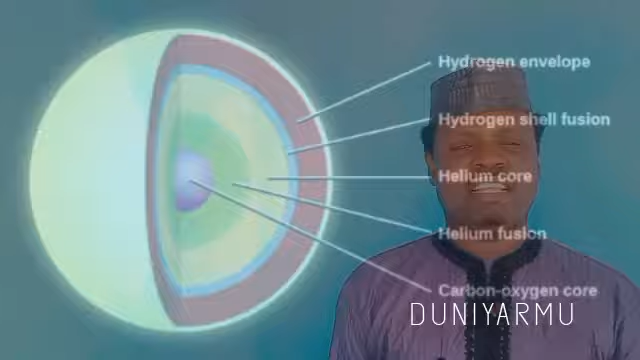 Hydrogen envelope
Hydrogen shell fusion
Helium core
Helium fusion
Carbon-oxygen core
DUNIYARMU